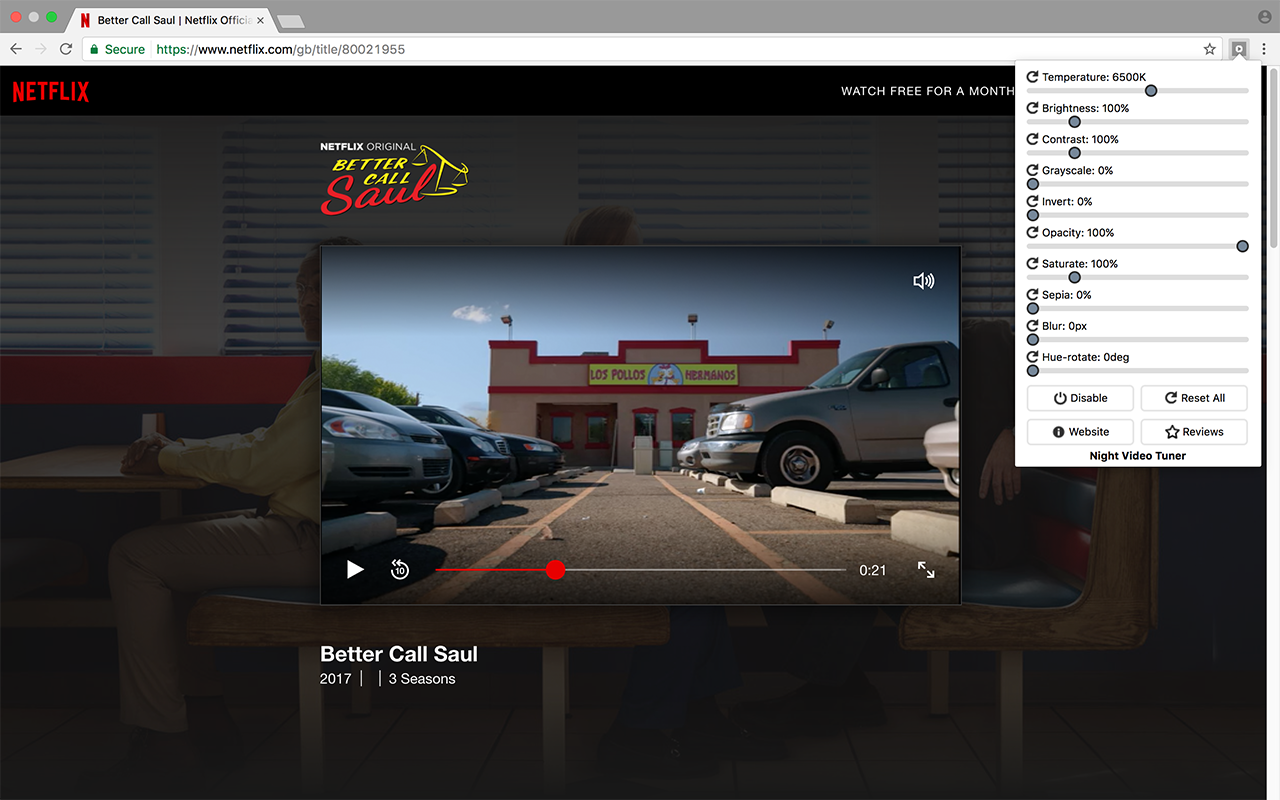 Better Call Saul | Netflix Officia
Secure https://www.netflix.com/gb/title/80021955
NETFLIX
WATCH FREE FOR A MONTH
NETFLIX ORIGINAL
BETTER
CALL
Saul
LOS POLLOS HERMANOS
10
0:21
Better Call Saul
2017 | | 3 Seasons
Temperature: 6500K
Brightness: 100%
Contrast: 100%
Grayscale: 0%
Invert: 0%
Opacity: 100%
Saturate: 100%
Sepia: 0%
Blur: 0px
Hue-rotate: 0deg
Disable Reset All
Website Reviews
Night Video Tuner